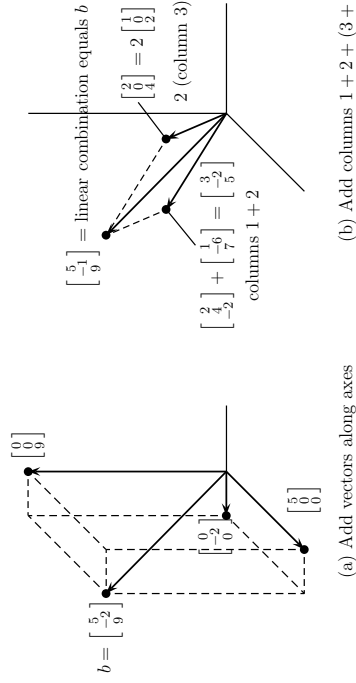 b = [5 −2 9]
[0 0 9]
[0 −2 0]
[5 0 0]
(a) Add vectors along axes
[5 −1 9] = linear combination equals b
[2 0 4] = 2 [1 0 2]
2 (column 3)
[2 4 −2] + [1 −6 7] = [3 −2 5]
columns 1 + 2
(b) Add columns 1 + 2 + (3 +